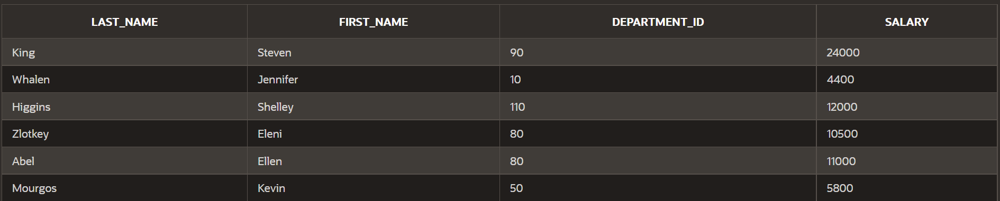 LAST_NAME FIRST_NAME DEPARTMENT_ID SALARY
King Steven 90 24000
Whalen Jennifer 10 4400
Higgins Shelley 110 12000
Zlotkey Eleni 80 10500
Abel Ellen 80 11000
Mourgos Kevin 50 5800